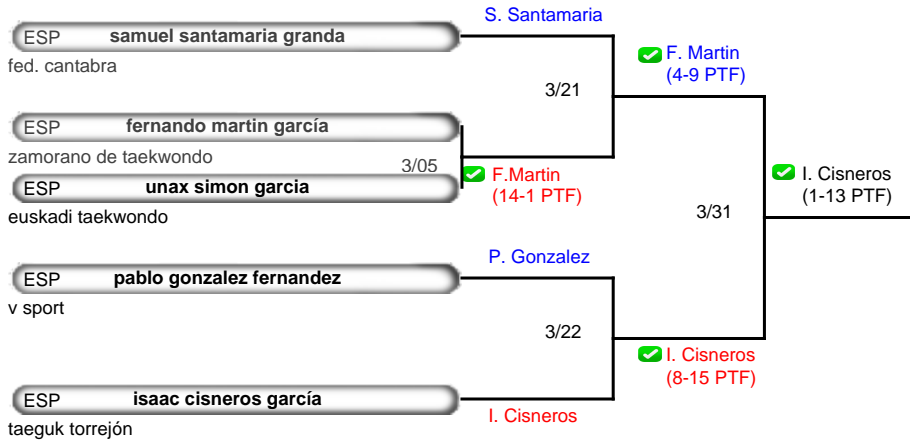 S. Santamaria
ESP samuel santamaria granda
fed. cantabra
F. Martin
(4-9 PTF)
3/21
ESP fernando martin garcía
zamorano de taekwondo
3/05
F.Martin
(14-1 PTF)
ESP unax simon garcia
euskadi taekwondo
I. Cisneros
(1-13 PTF)
3/31
P. Gonzalez
ESP pablo gonzalez fernandez
v sport
3/22
I. Cisneros
(8-15 PTF)
ESP isaac cisneros garcía
I. Cisneros
taeguk torrejón